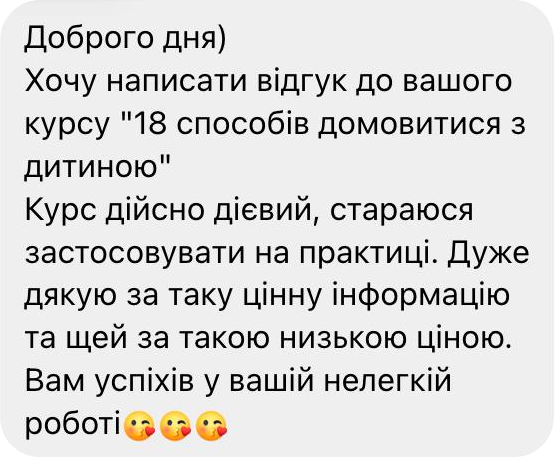 Доброго дня)
Хочу написати відгук до вашого
курсу "18 способів домовитися з
дитиною"
Курс дійсно дієвий, стараюся
застосовувати на практиці. Дуже
дякую за таку цінну інформацію
та щей за такою низькою ціною.
Вам успіхів у вашій нелегкій
роботі😘😘😘